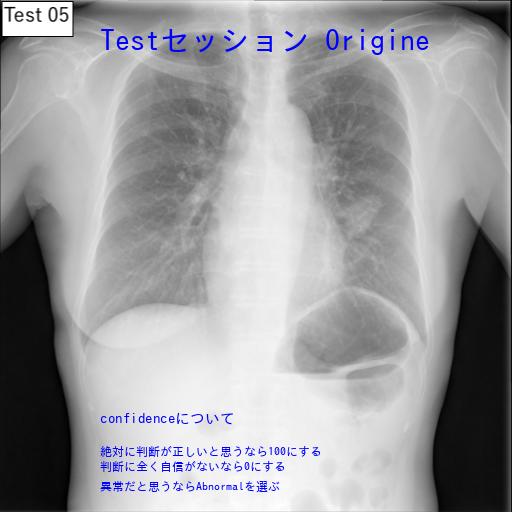 Test 05
Testセッション Origine
confidenceについて
絶対に判断が正しいと思うなら100にする
判断に全く自信がないなら0にする
異常だと思うならAbnormalを選ぶ